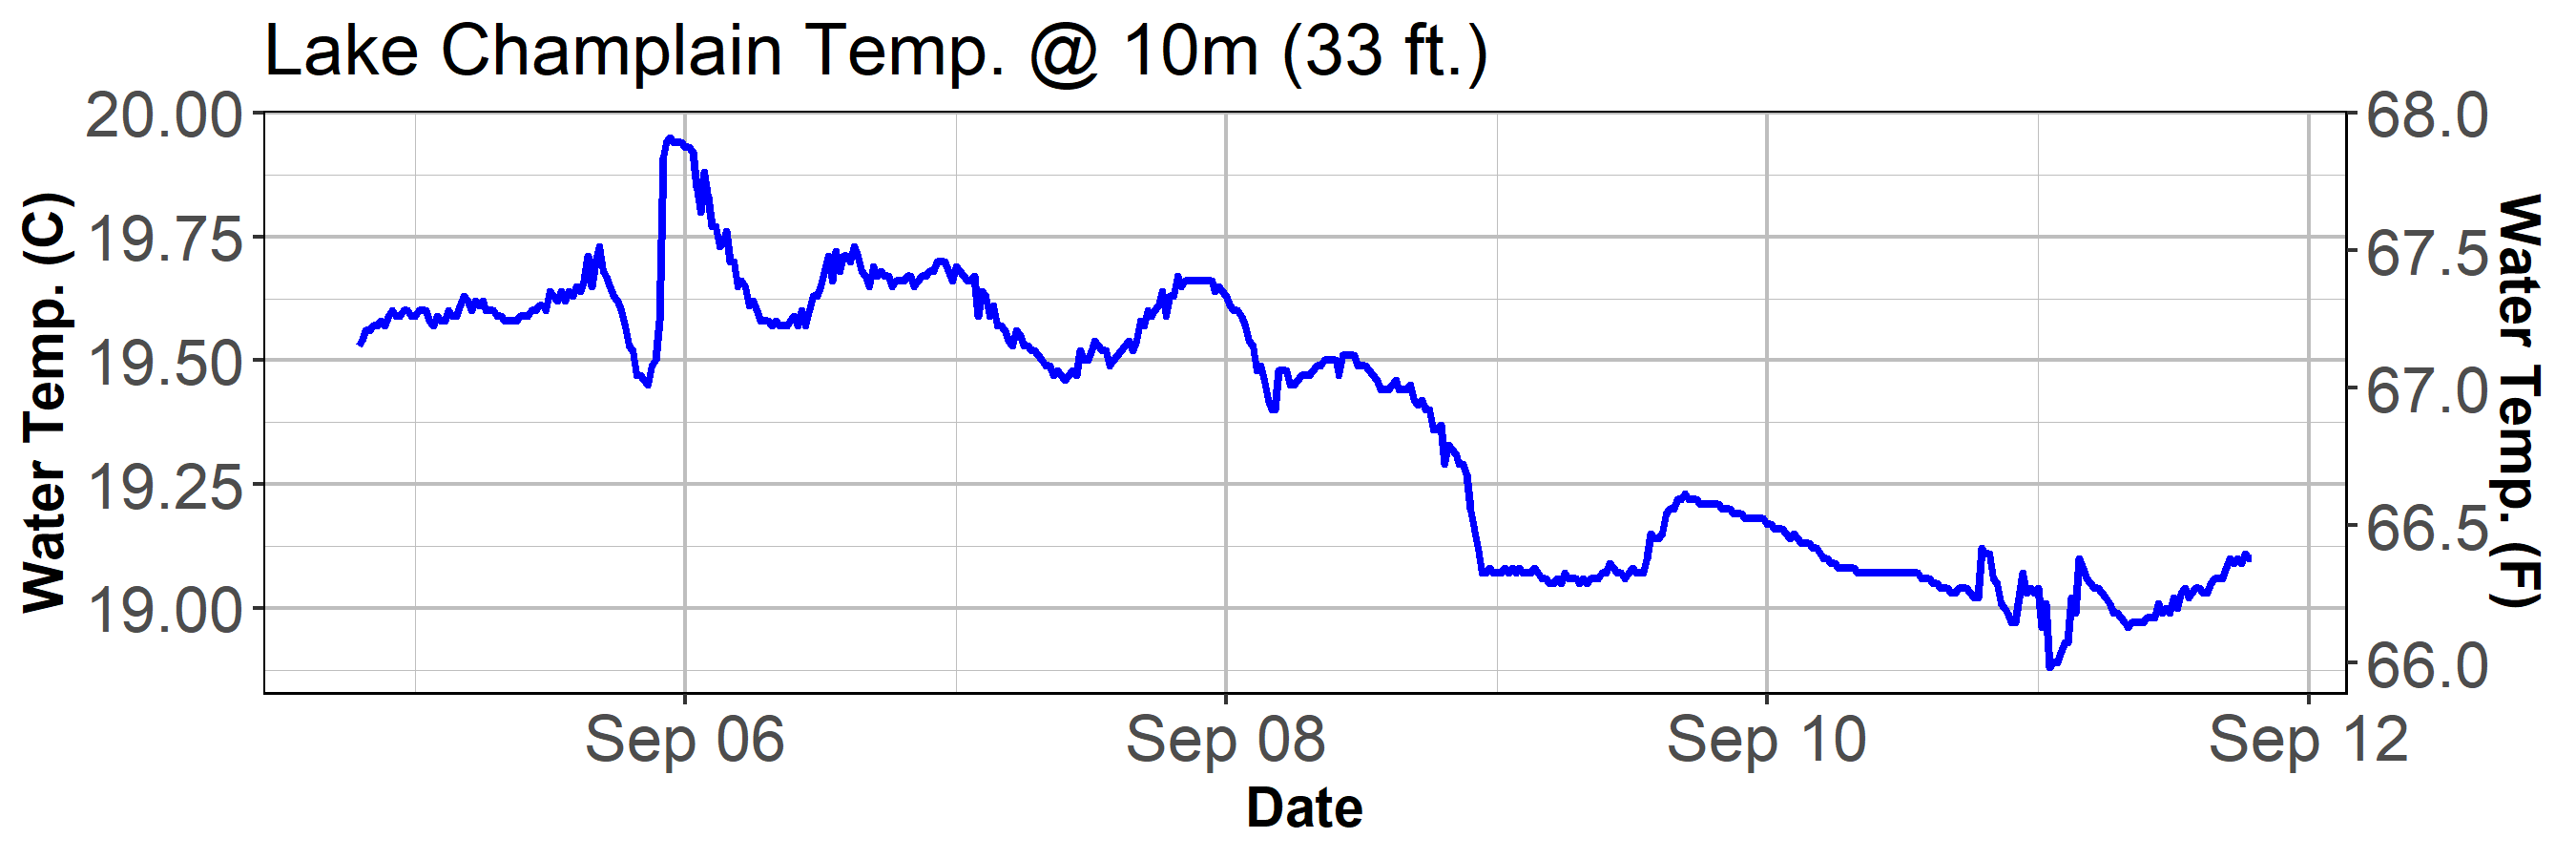 Lake Champlain Temp. @ 10m (33 ft.)
Water Temp. (C)
20.00
19.75
19.50
19.25
19.00
68.0
67.5
67.0
66.5
66.0
Water Temp. (F)
Sep 06
Sep 08
Sep 10
Sep 12
Date